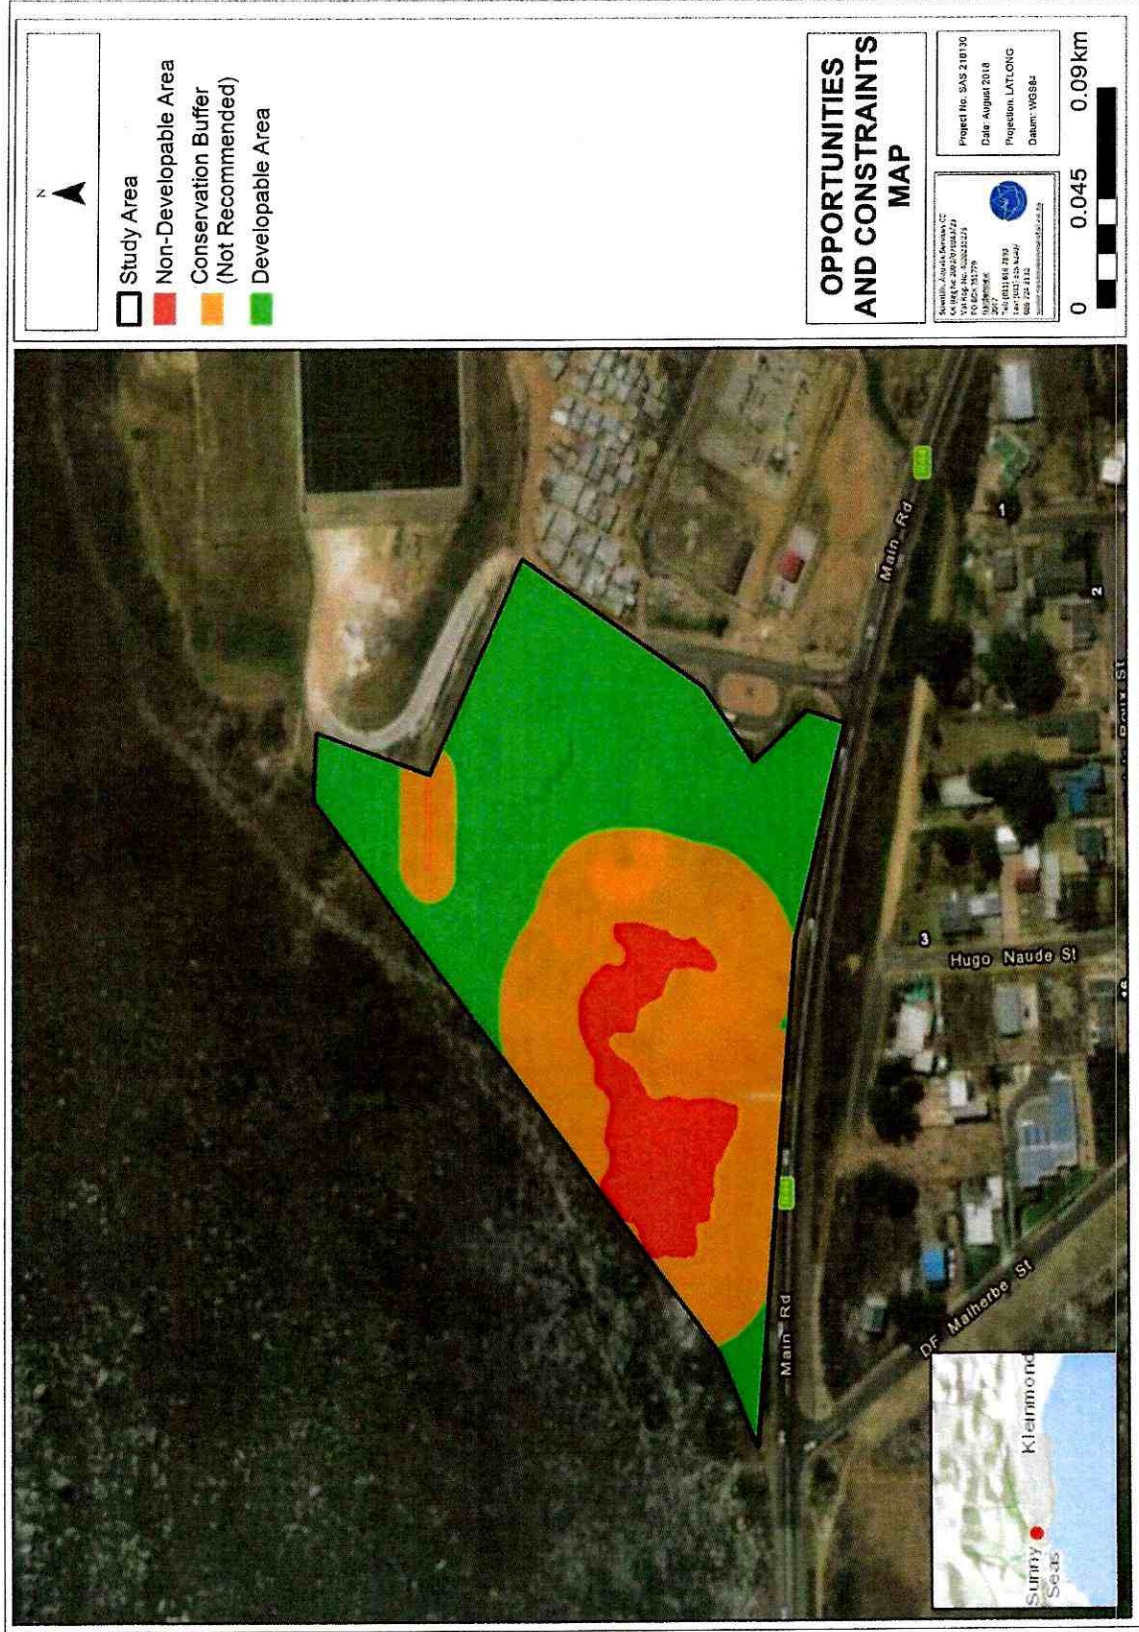 N
Study Area
Non-Developable Area
Conservation Buffer
(Not Recommended)
Developable Area
OPPORTUNITIES
AND CONSTRAINTS
MAP
Project No: SAS 218130
Date: August 2018
Projection: LATLONG
Datum: WGS84
0
0.045
0.09km
Main Rd
Main Rd
1
2
3
Hugo Naude St
DF Malherbe St
Sunny
Seas
Kleinmond